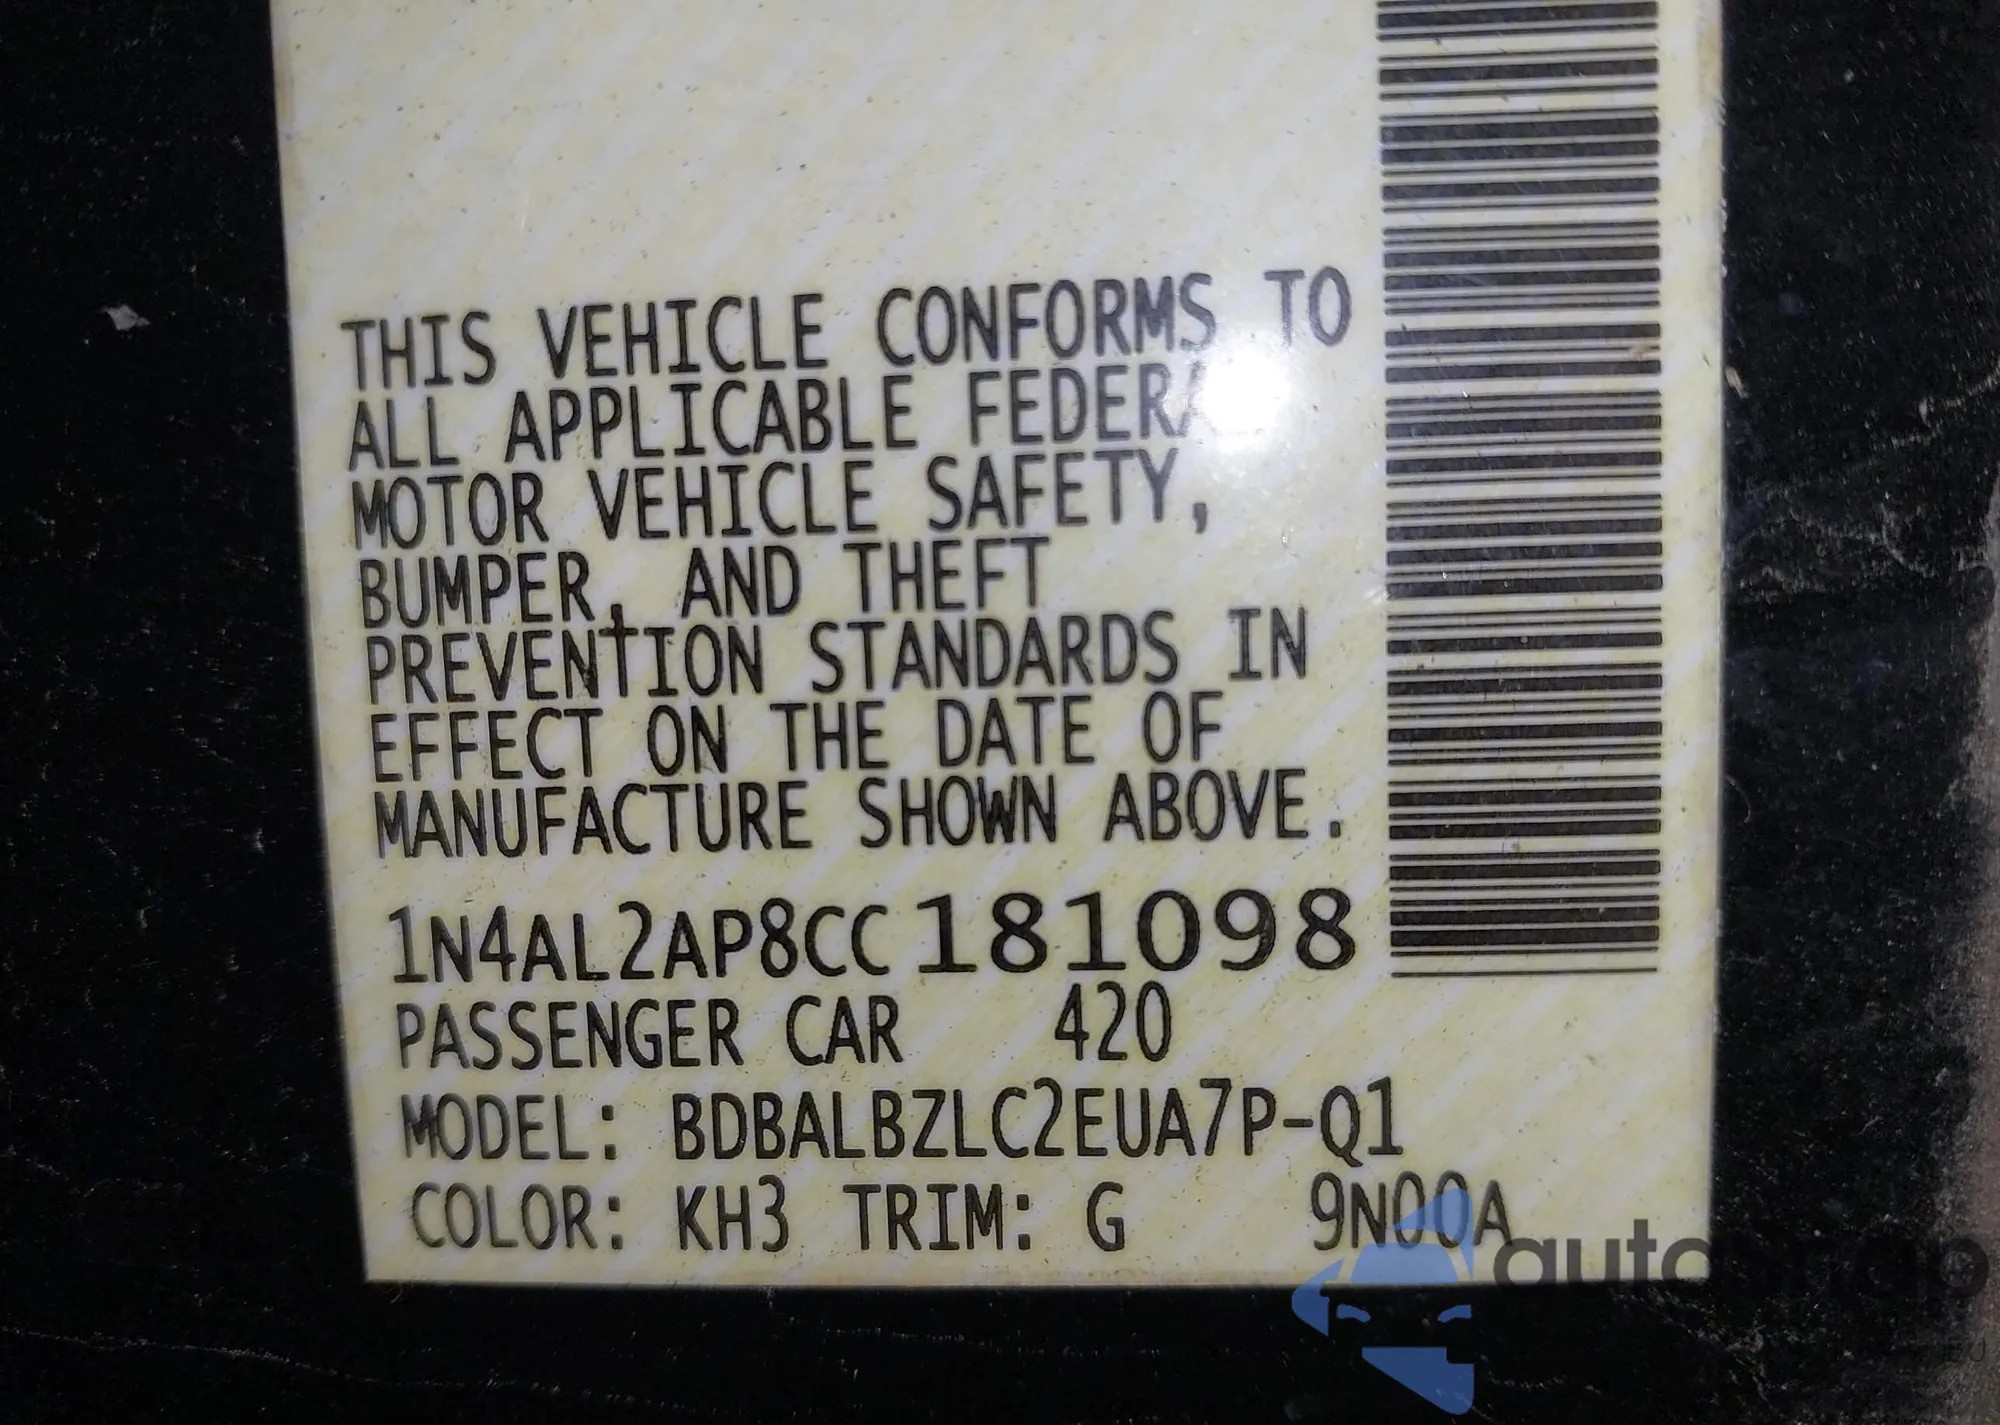 THIS VEHICLE CONFORMS TO
ALL APPLICABLE
MOTOR VEHICLE SAFETY,
BUMPER, AND THEFT
PREVENTION STANDARDS IN
EFFECT ON THE DATE OF
MANUFACTURE SHOWN ABOVE.
1N4AL2AP8CC181098
PASSENGER CAR 420
MODEL: BDBALBZLC2EUA7P-Q1
COLOR: KH3 TRIM: G 9N00A
autosnap